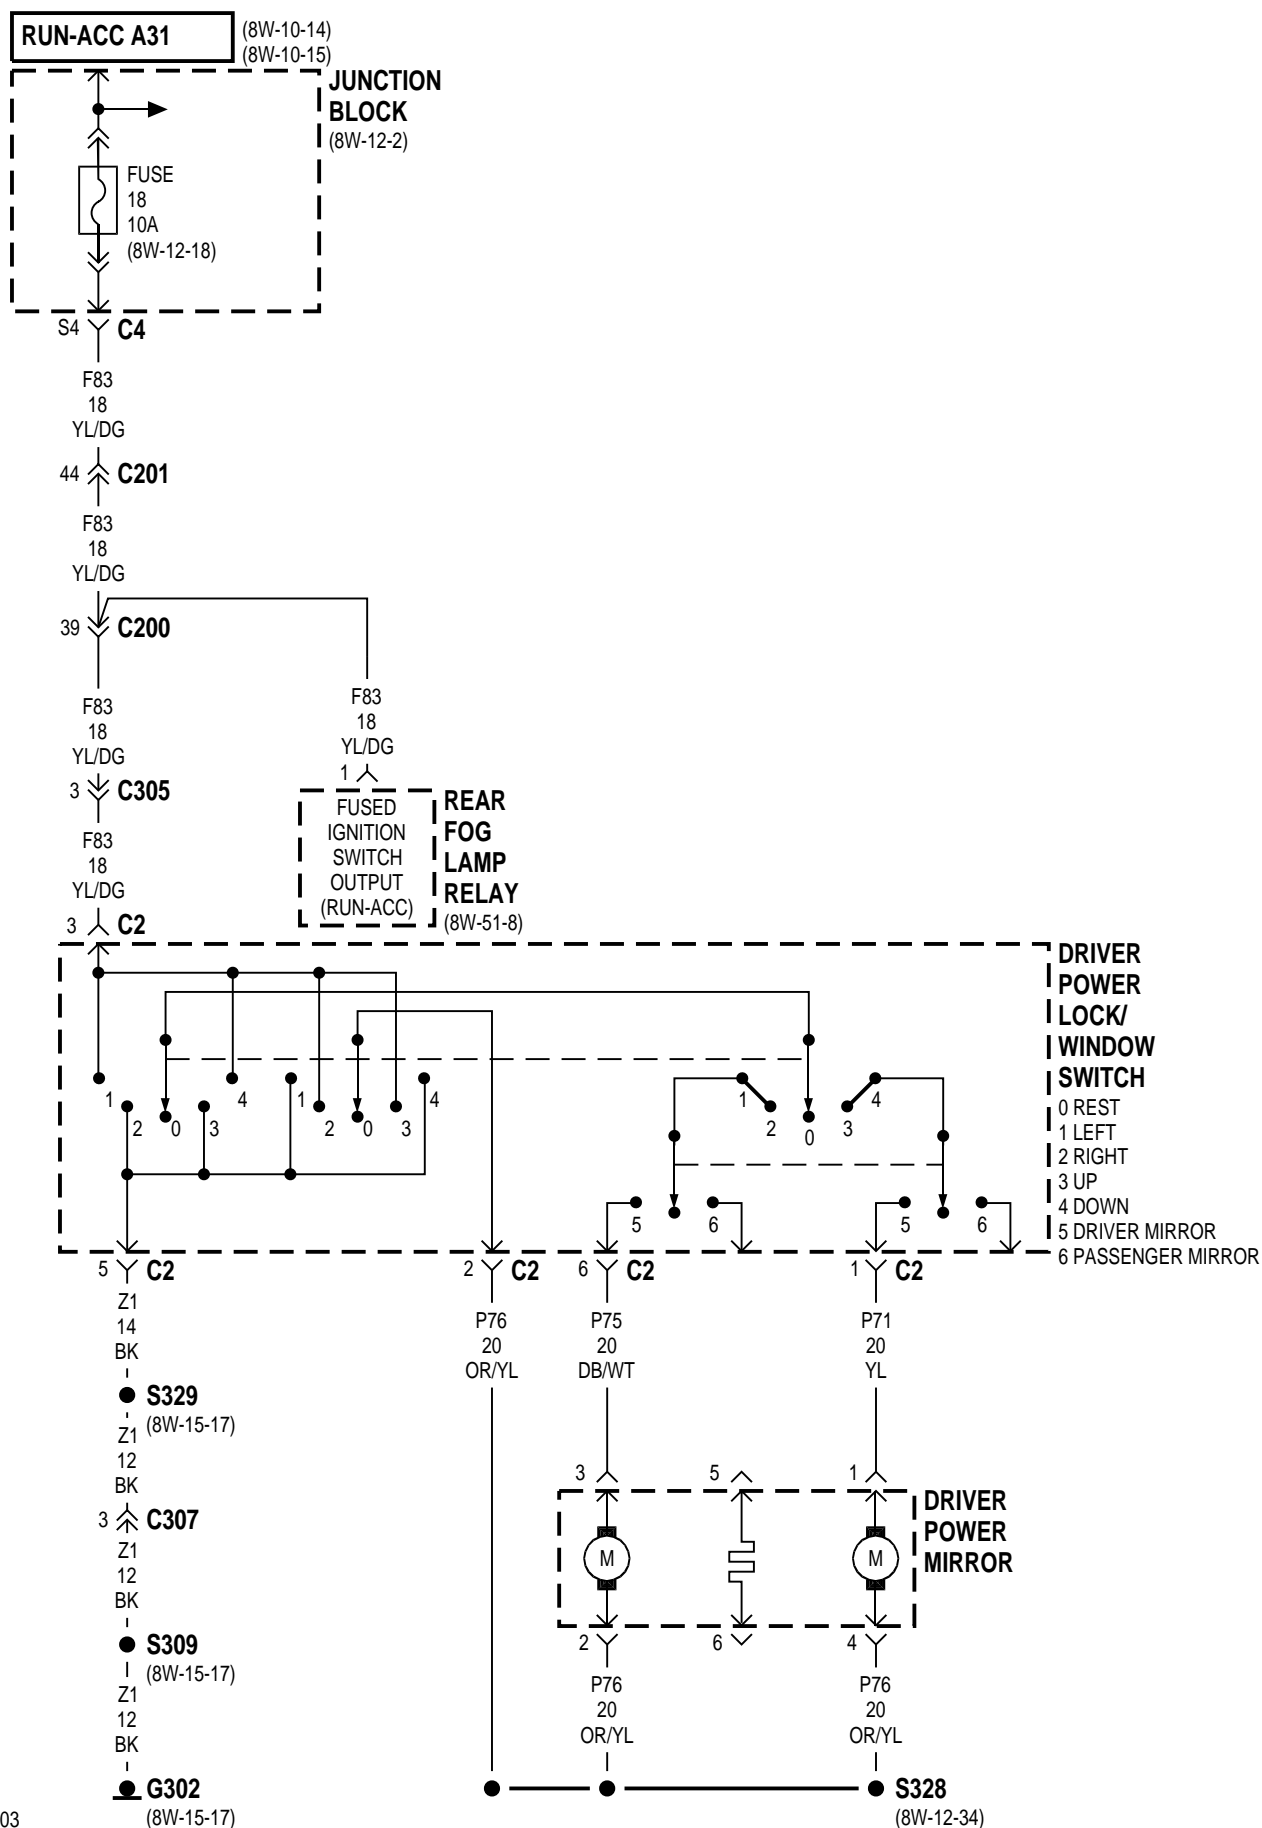 RUN-ACC A31
(8W-10-14)
(8W-10-15)
JUNCTION
BLOCK
(8W-12-2)
FUSE
18
10A
(8W-12-18)
S4 C4
F83
18
YL/DG
44 C201
F83
18
YL/DG
39 C200
F83
18
YL/DG
F83
18
YL/DG
3 C305
1
FUSED
IGNITION
SWITCH
OUTPUT
(RUN-ACC)
REAR
FOG
LAMP
RELAY
(8W-51-8)
F83
18
YL/DG
3 C2
DRIVER
POWER
LOCK/
WINDOW
SWITCH
0 REST
1 LEFT
2 RIGHT
3 UP
4 DOWN
5 DRIVER MIRROR
6 PASSENGER MIRROR
1 2 0 3 4 1 2 0 3 4 1 2 0 3 4
5 6 5 6
5 C2 2 C2 6 C2 1 C2
Z1
14
BK
P76
20
OR/YL
P75
20
DB/WT
P71
20
YL
S329
(8W-15-17)
Z1
12
BK
3 C307
Z1
12
BK
3 5 1
DRIVER
POWER
MIRROR
M M
2 6 4
S309
(8W-15-17)
Z1
12
BK
P76
20
OR/YL
P76
20
OR/YL
G302
(8W-15-17)
S328
(8W-12-34)
03